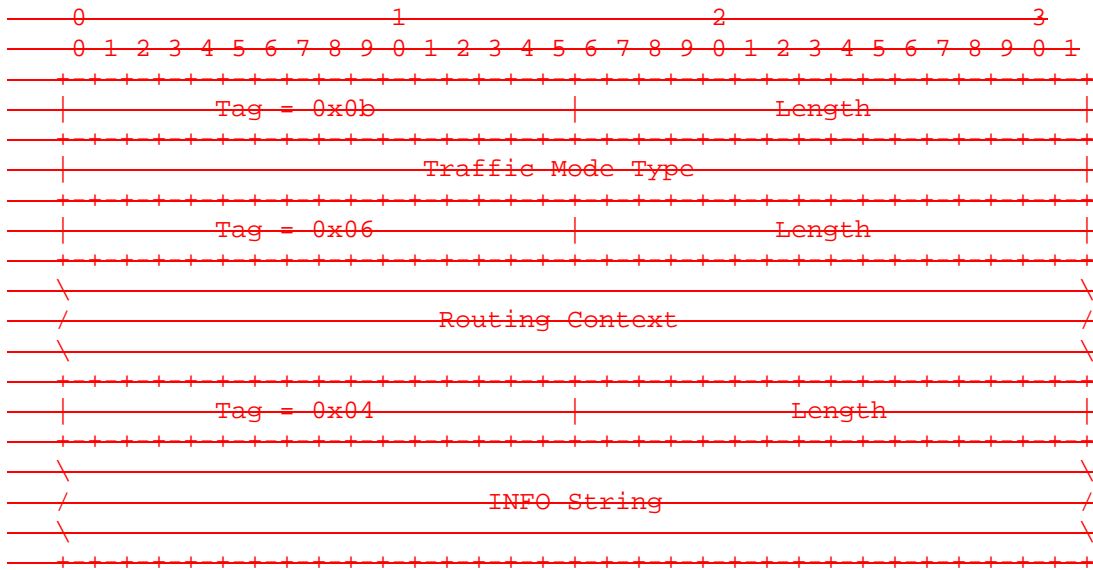 0                   1                   2                   3
 0 1 2 3 4 5 6 7 8 9 0 1 2 3 4 5 6 7 8 9 0 1 2 3 4 5 6 7 8 9 0 1
+-+-+-+-+-+-+-+-+-+-+-+-+-+-+-+-+-+-+-+-+-+-+-+-+-+-+-+-+-+-+-+-+
|         Tag = 0x0b            |            Length             |
+-+-+-+-+-+-+-+-+-+-+-+-+-+-+-+-+-+-+-+-+-+-+-+-+-+-+-+-+-+-+-+-+
|                      Traffic Mode Type                        |
+-+-+-+-+-+-+-+-+-+-+-+-+-+-+-+-+-+-+-+-+-+-+-+-+-+-+-+-+-+-+-+-+
|         Tag = 0x06            |            Length             |
+-+-+-+-+-+-+-+-+-+-+-+-+-+-+-+-+-+-+-+-+-+-+-+-+-+-+-+-+-+-+-+-+
\                                                               \
/                       Routing Context                         /
\                                                               \
+-+-+-+-+-+-+-+-+-+-+-+-+-+-+-+-+-+-+-+-+-+-+-+-+-+-+-+-+-+-+-+-+
|         Tag = 0x04            |             Length            |
+-+-+-+-+-+-+-+-+-+-+-+-+-+-+-+-+-+-+-+-+-+-+-+-+-+-+-+-+-+-+-+-+
\                                                               \
/                          INFO String                          /
\                                                               \
+-+-+-+-+-+-+-+-+-+-+-+-+-+-+-+-+-+-+-+-+-+-+-+-+-+-+-+-+-+-+-+-+